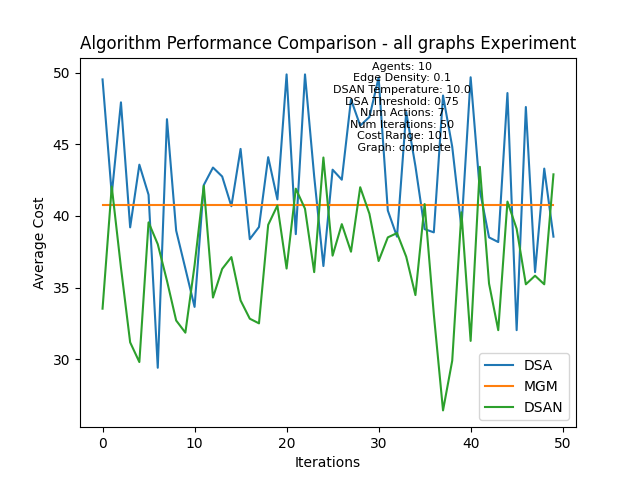 Algorithm Performance Comparison - all graphs Experiment
Agents: 10
Edge Density: 0.1
DSAN Temperature: 10.0
DSA Threshold: 0.75
Num Actions: 7
Num Iterations: 50
Cost Range: 101
Graph: complete
Average Cost
50
45
40
35
30
0
10
20
30
40
50
Iterations
DSA
MGM
DSAN